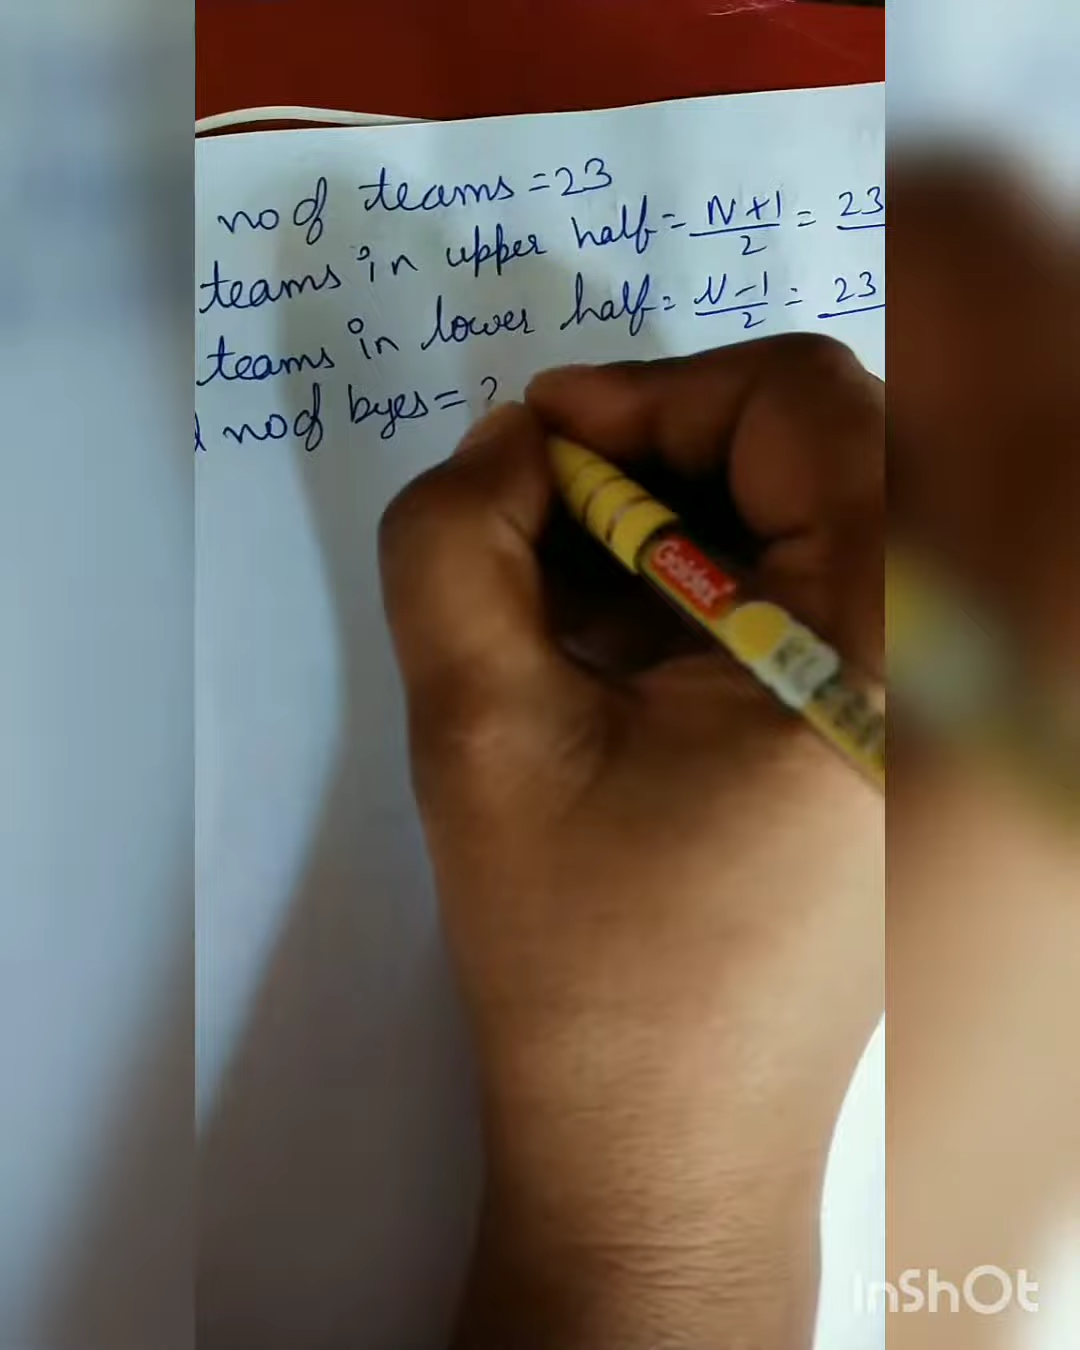 no of teams = 23
teams in upper half = N+1/2 = 23
teams in lower half = N-1/2 = 23
no of byes = ?
Goldex
InShOt